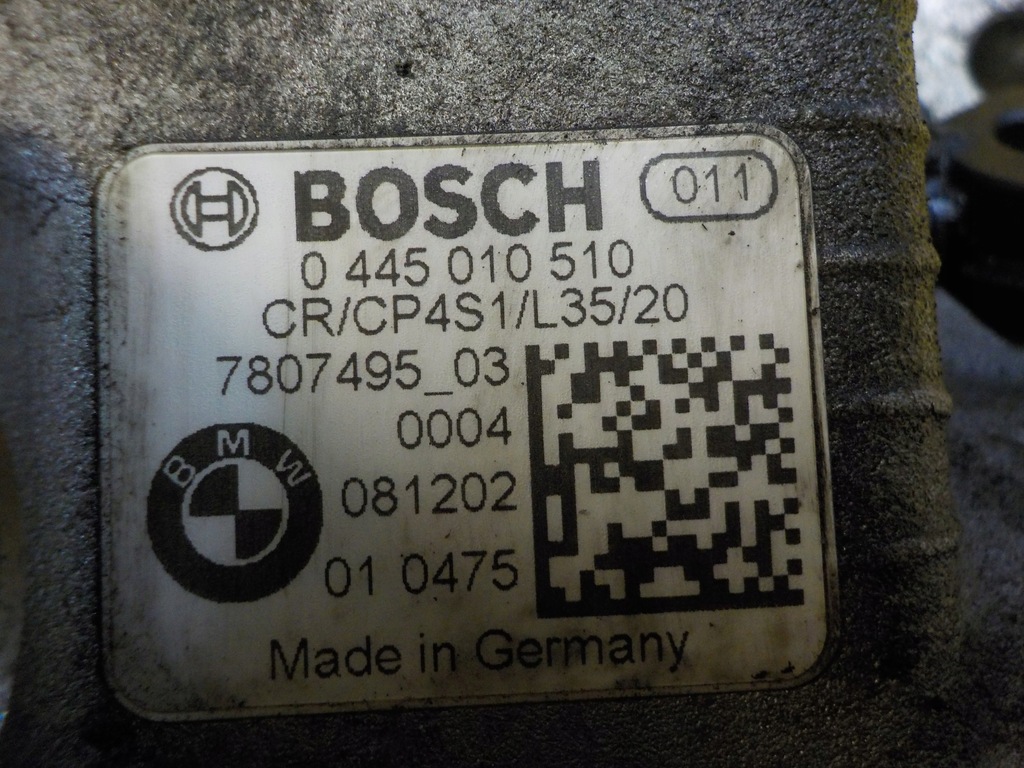 BOSCH 011
0 445 010 510
CR/CP4S1/L35/20
7807495_03
0004
BMW
081202
01 0475
Made in Germany